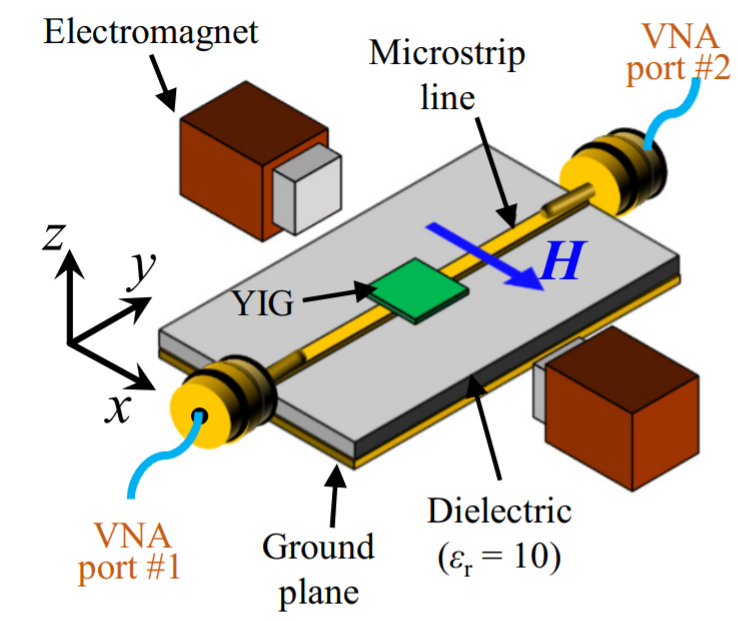 Electromagnet
Microstrip
line
VNA
port #2
z
y
H
YIG
x
VNA
port #1
Ground
plane
Dielectric
(εr = 10)